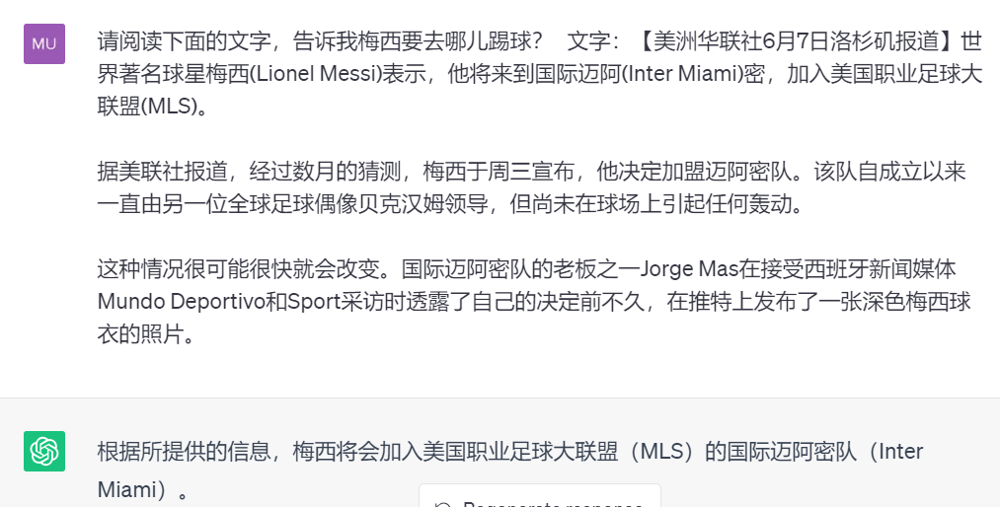 MU
请阅读下面的文字，告诉我梅西要去哪儿踢球？ 文字：【美洲华联社6月7日洛杉矶报道】世
界著名球星梅西(Lionel Messi)表示，他将来到国际迈阿(Inter Miami)密，加入美国职业足球大
联盟(MLS)。
据美联社报道，经过数月的猜测，梅西于周三宣布，他决定加盟迈阿密队。该队自成立以来
一直由另一位全球足球偶像贝克汉姆领导，但尚未在球场上引起任何轰动。
这种情况很可能很快就会改变。国际迈阿密队的老板之一Jorge Mas在接受西班牙新闻媒体
Mundo Deportivo和Sport采访时透露了自己的决定前不久，在推特上发布了一张深色梅西球
衣的照片。
根据所提供的信息，梅西将会加入美国职业足球大联盟（MLS）的国际迈阿密队（Inter
Miami）。
Regenerate response